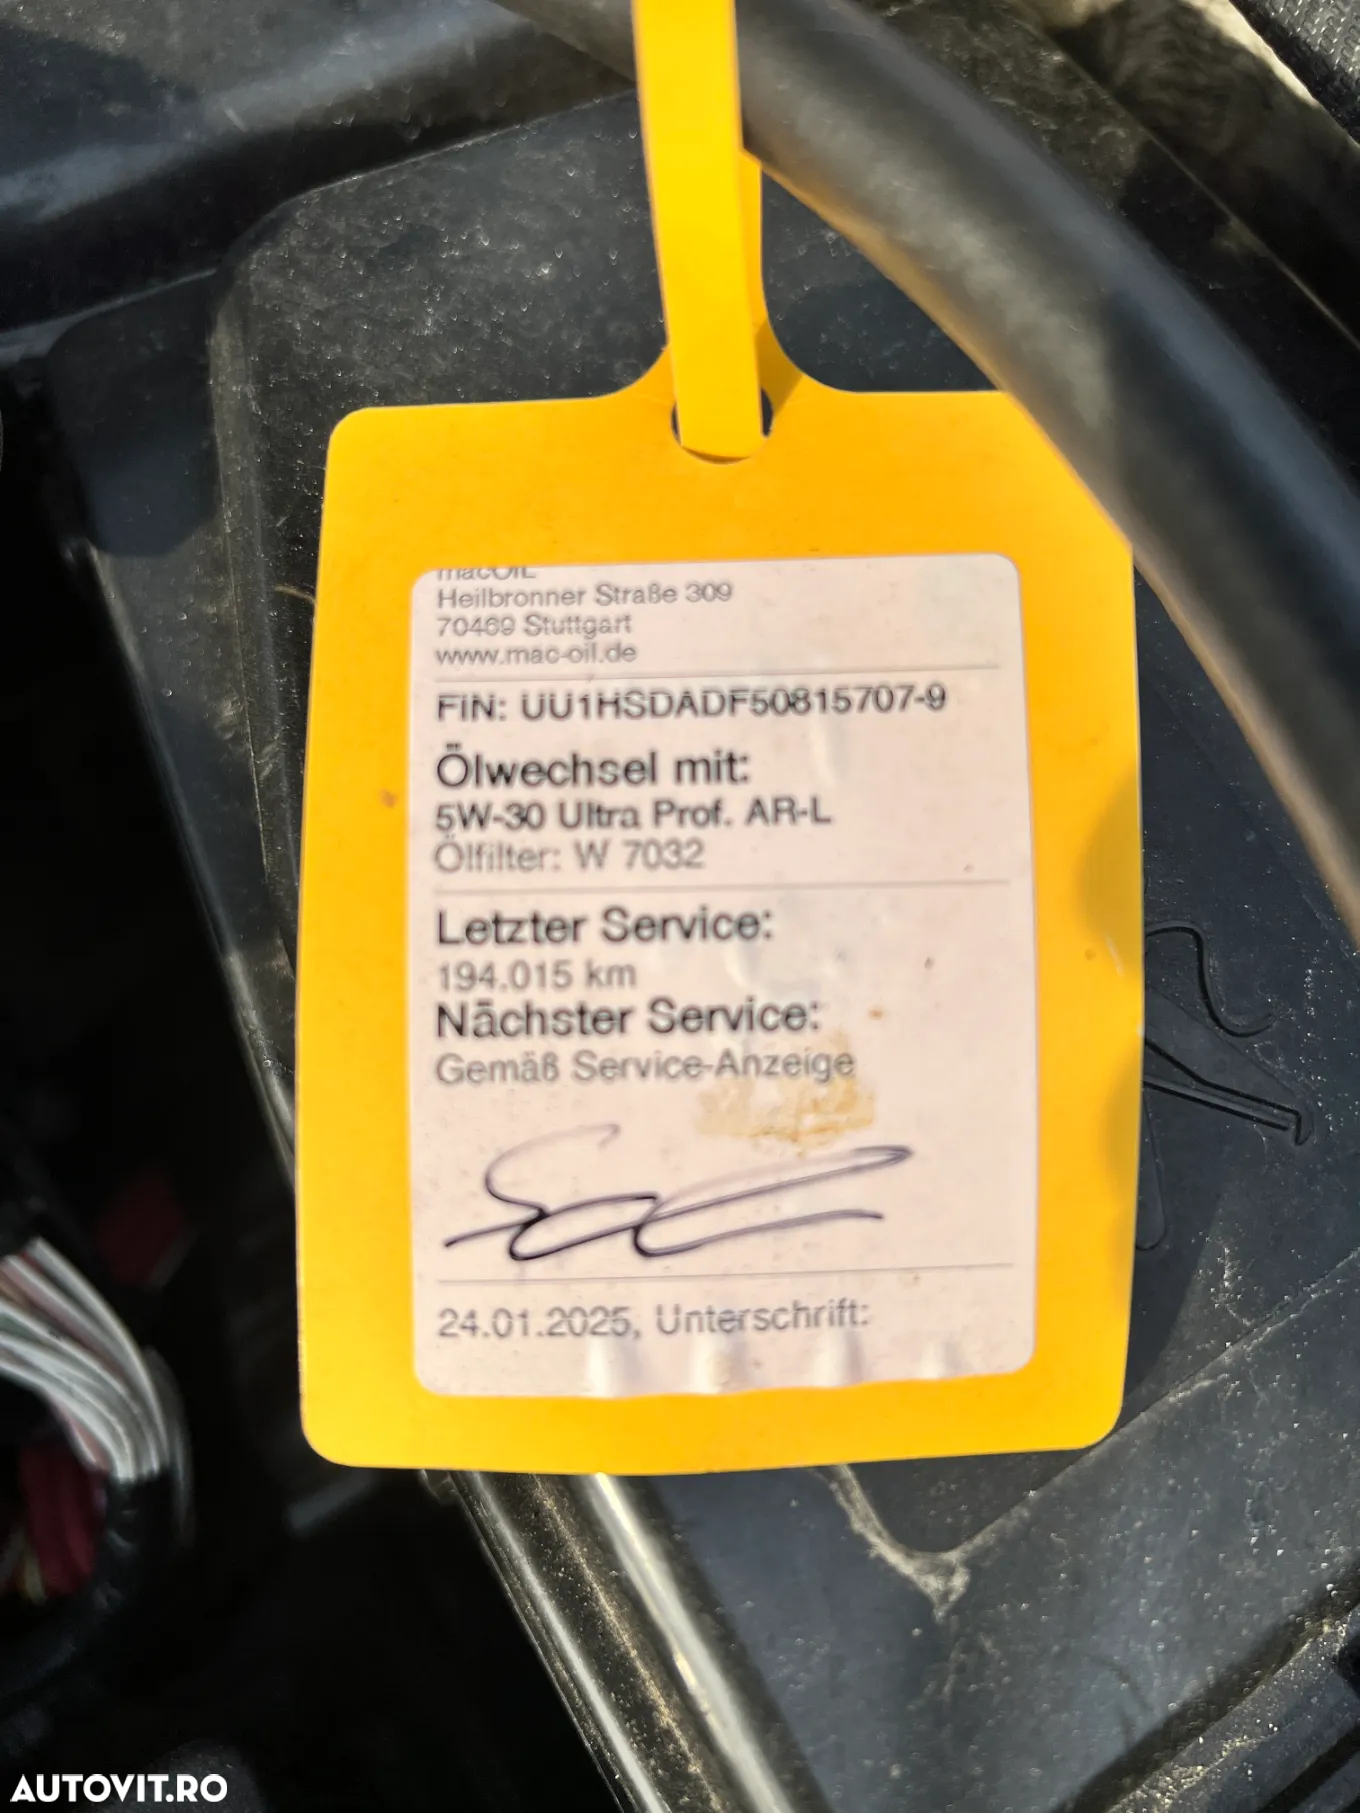 macOIL
Heilbronner Straße 309
70469 Stuttgart
www.mac-oil.de
FIN: UU1HSDADF50815707-9
Ölwechsel mit:
5W-30 Ultra Prof. AR-L
Ölfilter: W 7032
Letzter Service:
194.015 km
Nächster Service:
Gemäß Service-Anzeige
24.01.2025, Unterschrift:
AUTOVIT.RO